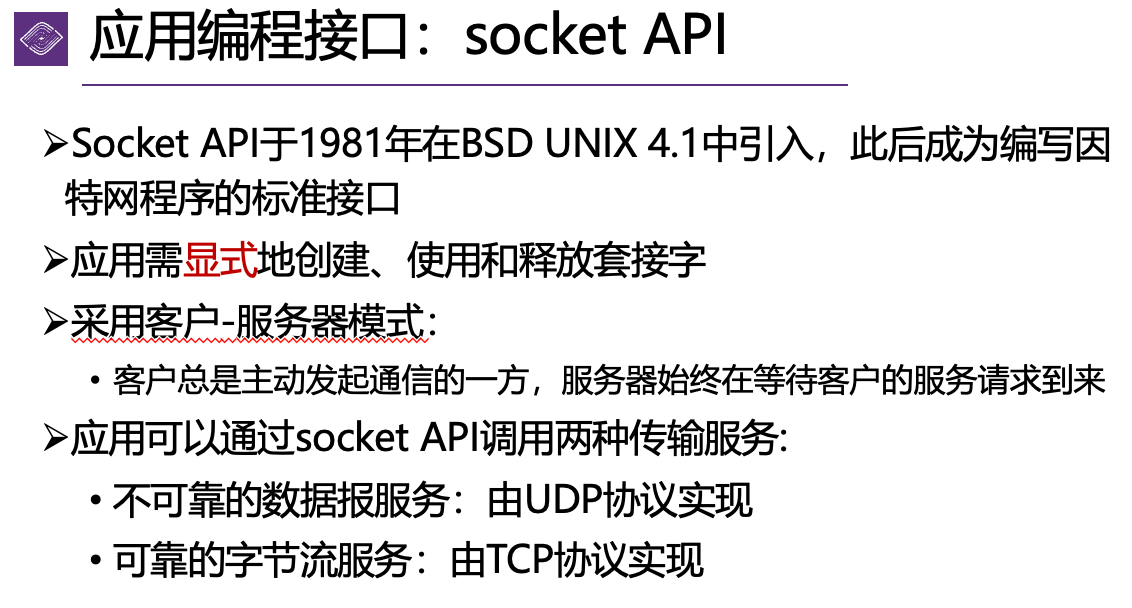 应用编程接口：socket API
➢Socket API于1981年在BSD UNIX 4.1中引入，此后成为编写因
特网程序的标准接口
➢应用需显式地创建、使用和释放套接字
➢采用客户-服务器模式：
• 客户总是主动发起通信的一方，服务器始终在等待客户的服务请求到来
➢应用可以通过socket API调用两种传输服务:
• 不可靠的数据报服务：由UDP协议实现
• 可靠的字节流服务：由TCP协议实现